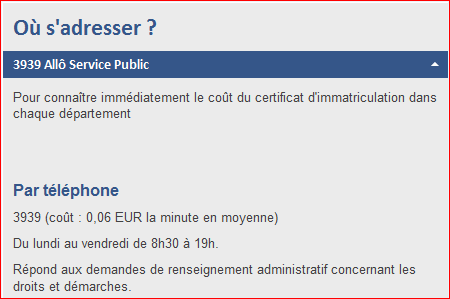 Où s'adresser ?
3939 Allô Service Public
Pour connaître immédiatement le coût du certificat d'immatriculation dans
chaque département
Par téléphone
3939 (coût : 0,06 EUR la minute en moyenne)
Du lundi au vendredi de 8h30 à 19h.
Répond aux demandes de renseignement administratif concernant les
droits et démarches.